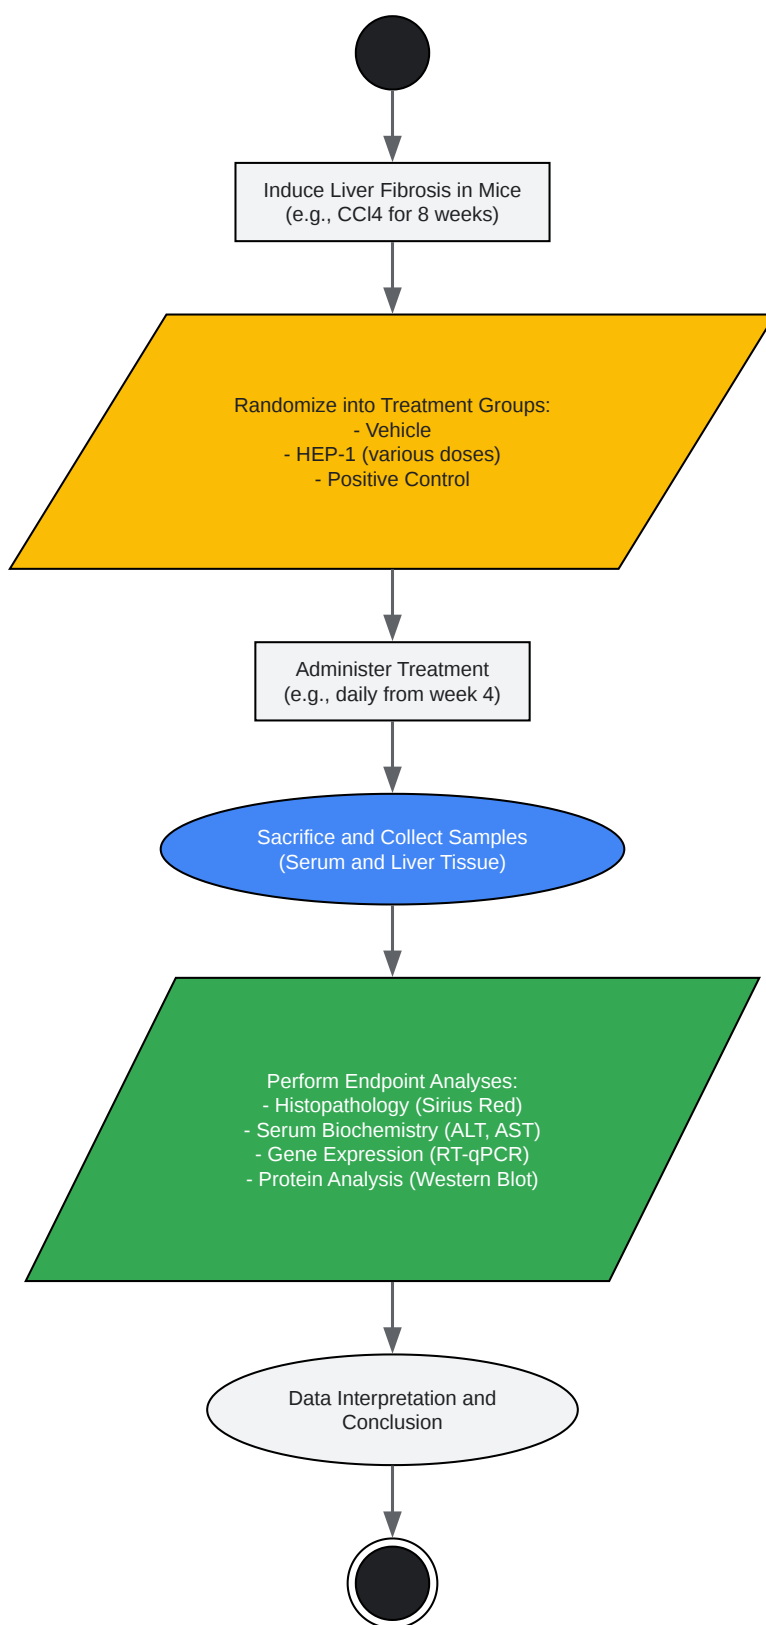 Induce Liver Fibrosis in Mice
(e.g., CCl4 for 8 weeks)
Randomize into Treatment Groups:
- Vehicle
- HEP-1 (various doses)
- Positive Control
Administer Treatment
(e.g., daily from week 4)
Sacrifice and Collect Samples
(Serum and Liver Tissue)
Perform Endpoint Analyses:
- Histopathology (Sirius Red)
- Serum Biochemistry (ALT, AST)
- Gene Expression (RT-qPCR)
- Protein Analysis (Western Blot)
Data Interpretation and
Conclusion